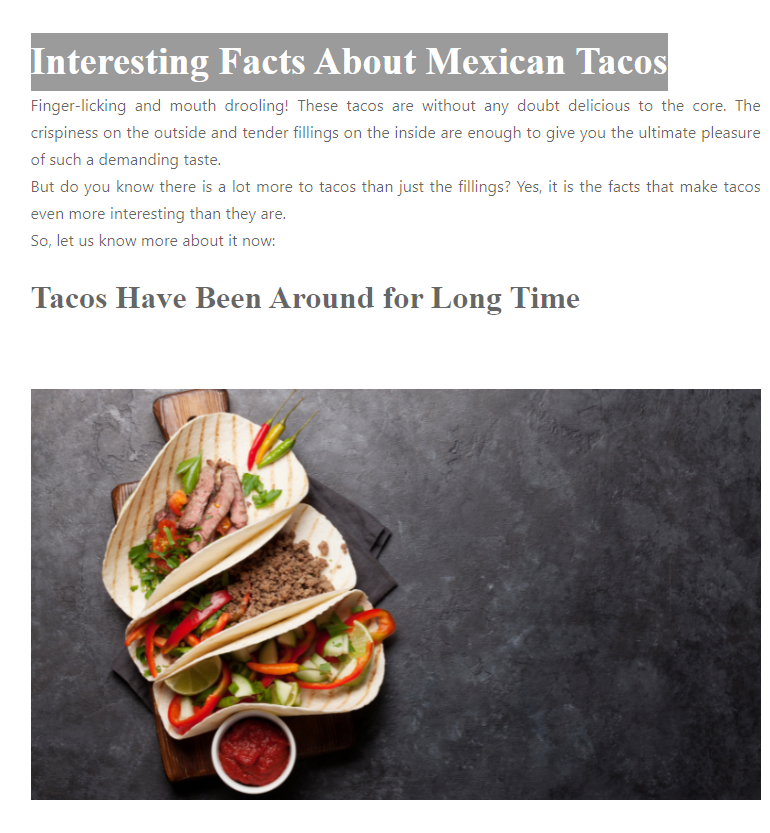 Interesting Facts About Mexican Tacos
Finger-licking and mouth drooling! These tacos are without any doubt delicious to the core. The
crispiness on the outside and tender fillings on the inside are enough to give you the ultimate pleasure
of such a demanding taste.
But do you know there is a lot more to tacos than just the fillings? Yes, it is the facts that make tacos
even more interesting than they are.
So, let us know more about it now:
Tacos Have Been Around for Long Time